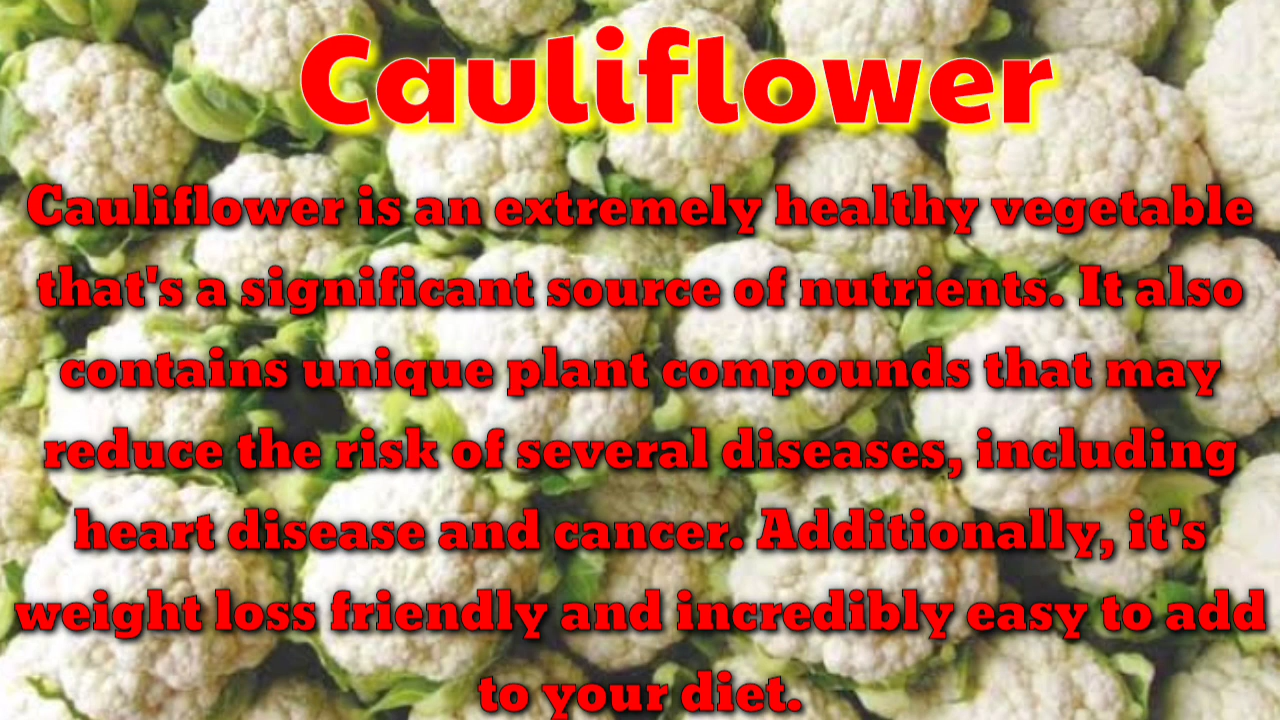 Cauliflower
Cauliflower is an extremely healthy vegetable
that's a significant source of nutrients. It also
contains unique plant compounds that may
reduce the risk of several diseases, including
heart disease and cancer. Additionally, it's
weight loss friendly and incredibly easy to add
to your diet.